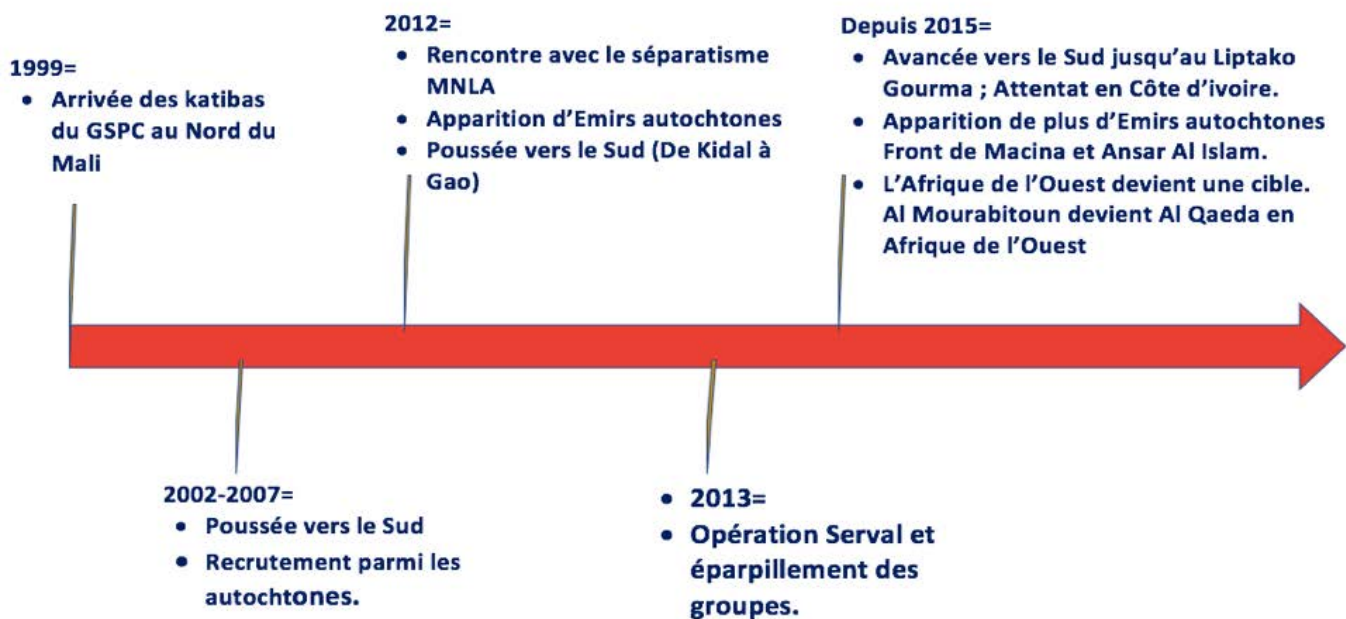 1999=
• Arrivée des katibas
du GSPC au Nord du
Mali
2012=
• Rencontre avec le séparatisme
MNLA
• Apparition d’Emirs autochtones
• Poussée vers le Sud (De Kidal à
Gao)
Depuis 2015=
• Avancée vers le Sud jusqu’au Liptako
Gourma ; Attentat en Côte d’ivoire.
• Apparition de plus d’Emirs autochtones
Front de Macina et Ansar Al Islam.
• L’Afrique de l’Ouest devient une cible.
Al Mourabitoun devient Al Qaeda en
Afrique de l’Ouest
2002-2007=
• Poussée vers le Sud
• Recrutement parmi les
autochtones.
• 2013=
• Opération Serval et
éparpillement des
groupes.